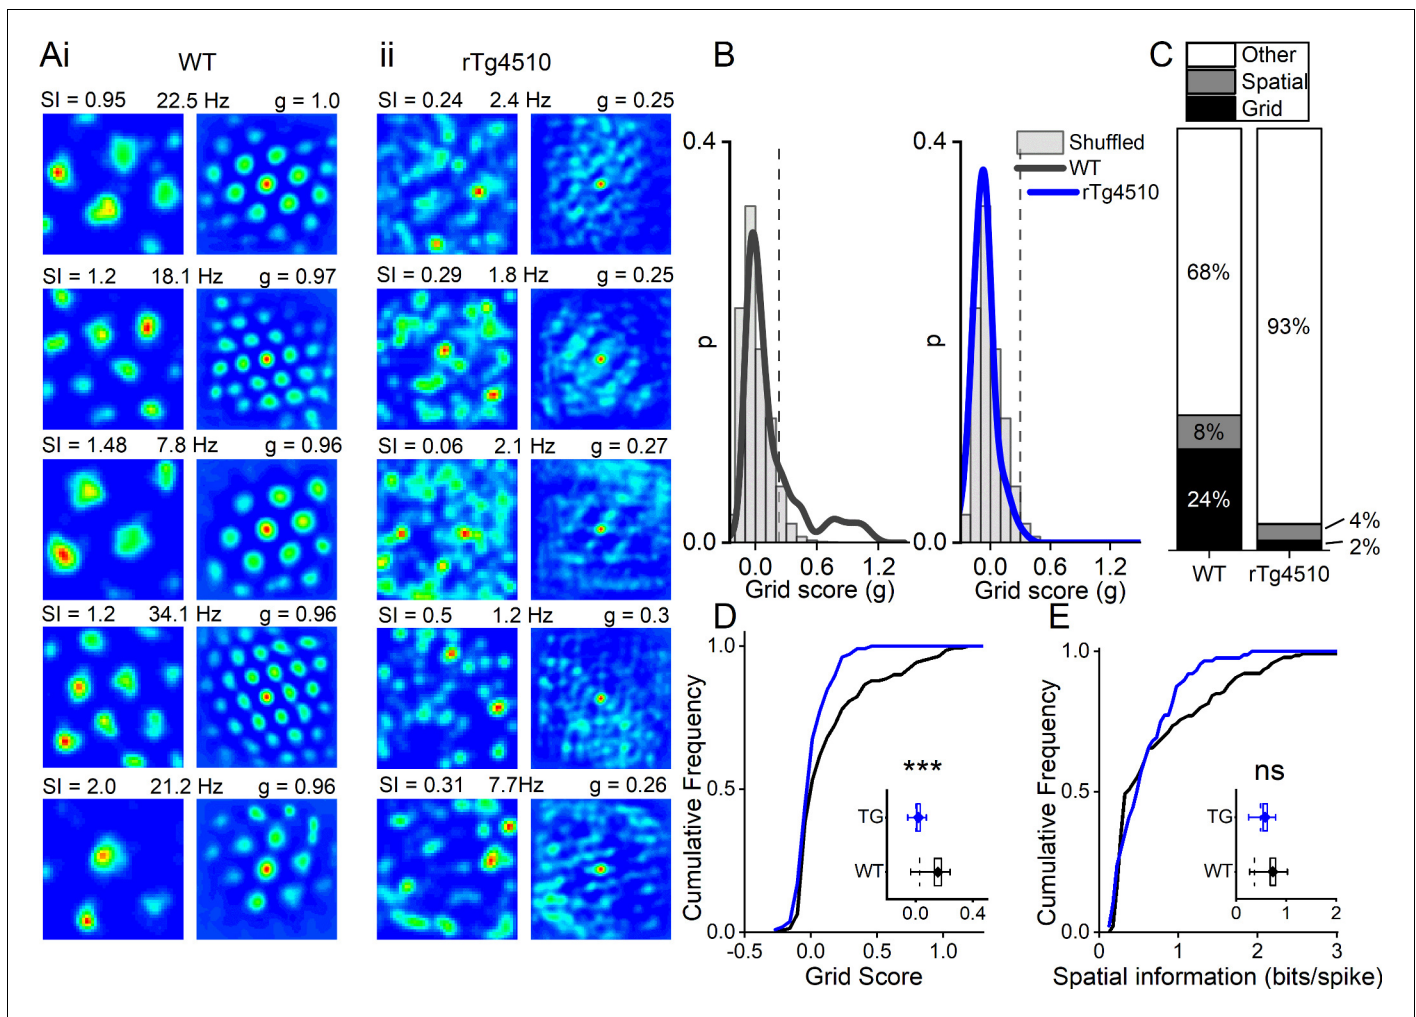 Ai
WT
SI = 0.95 22.5 Hz g = 1.0
SI = 1.2 18.1 Hz g = 0.97
SI = 1.48 7.8 Hz g = 0.96
SI = 1.2 34.1 Hz g = 0.96
SI = 2.0 21.2 Hz g = 0.96
ii
rTg4510
SI = 0.24 2.4 Hz g = 0.25
SI = 0.29 1.8 Hz g = 0.25
SI = 0.06 2.1 Hz g = 0.27
SI = 0.5 1.2 Hz g = 0.3
SI = 0.31 7.7Hz g = 0.26
B
0.4
p
0.0
0.0 0.6 1.2
Grid score (g)
0.4
p
0.0
0.0 0.6 1.2
Grid score (g)
Shuffled
WT
rTg4510
C
Other
Spatial
Grid
68%
8%
24%
93%
4%
2%
WT rTg4510
D
1.0
0.5
0.0
Cumulative Frequency
-0.5 0.0 0.5 1.0
Grid Score
***
TG
WT
0.0 0.4
E
1.0
0.5
0.0
Cumulative Frequency
0 1 2 3
Spatial information (bits/spike)
ns
TG
WT
0 1 2